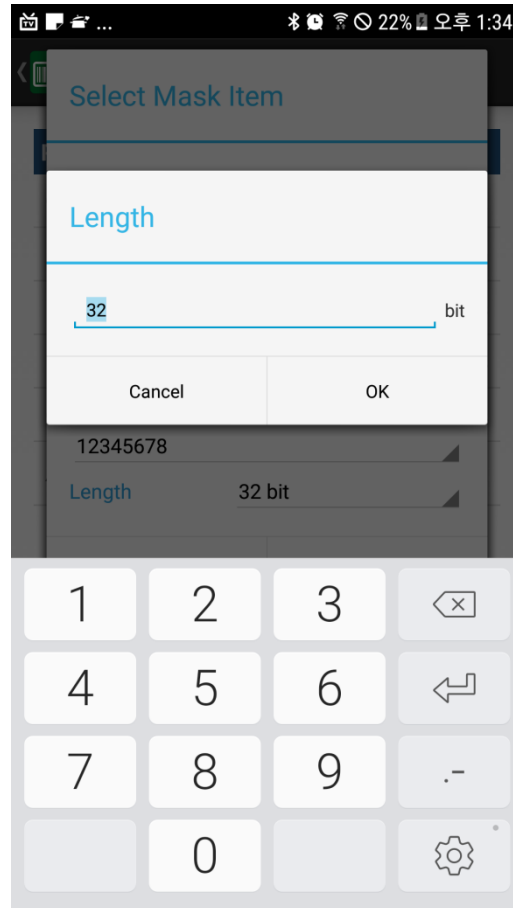 ... 22% 오후 1:34
Select Mask Item
Length
32 bit
Cancel OK
12345678
Length 32 bit
1 2 3
4 5 6
7 8 9 .-
0